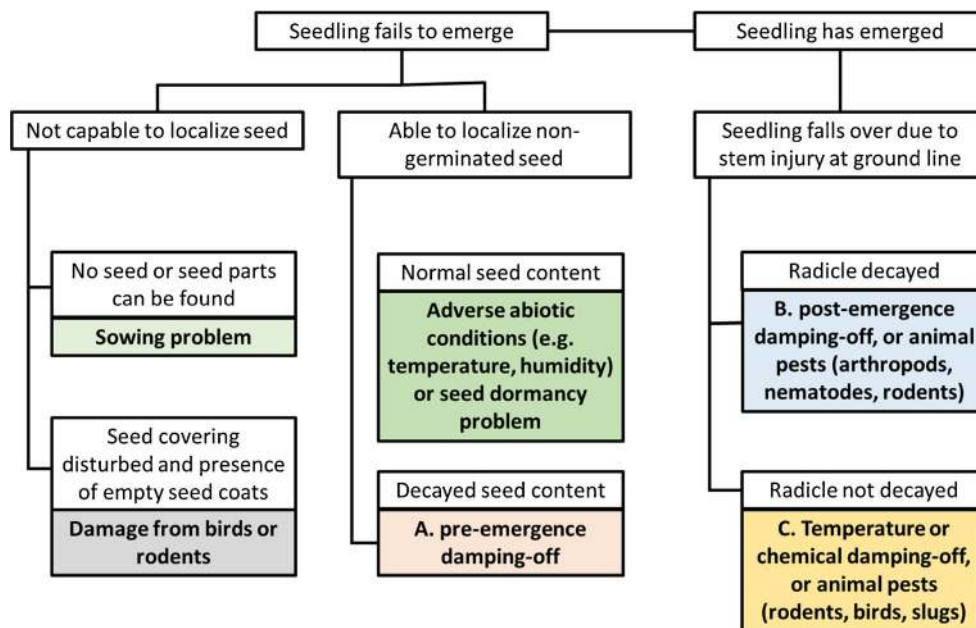 Seedling fails to emerge
Seedling has emerged
Not capable to localize seed
Able to localize non-
germinated seed
Seedling falls over due to
stem injury at ground line
No seed or seed parts
can be found
Sowing problem
Seed covering
disturbed and presence
of empty seed coats
Damage from birds or
rodents
Normal seed content
Adverse abiotic
conditions (e.g.
temperature, humidity)
or seed dormancy
problem
Decayed seed content
A. pre-emergence
damping-off
Radicle decayed
B. post-emergence
damping-off, or animal
pests (arthropods,
nematodes, rodents)
Radicle not decayed
C. Temperature or
chemical damping-off,
or animal pests
(rodents, birds, slugs)